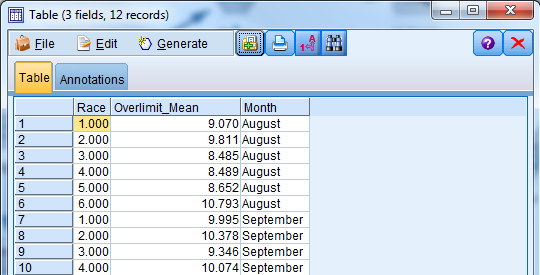 Table (3 fields, 12 records)
File Edit Generate
Table Annotations
Race Overlimit_Mean Month
1 1.000 9.070 August
2 2.000 9.811 August
3 3.000 8.485 August
4 4.000 8.489 August
5 5.000 8.652 August
6 6.000 10.793 August
7 1.000 9.995 September
8 2.000 10.378 September
9 3.000 9.346 September
10 4.000 10.074 September